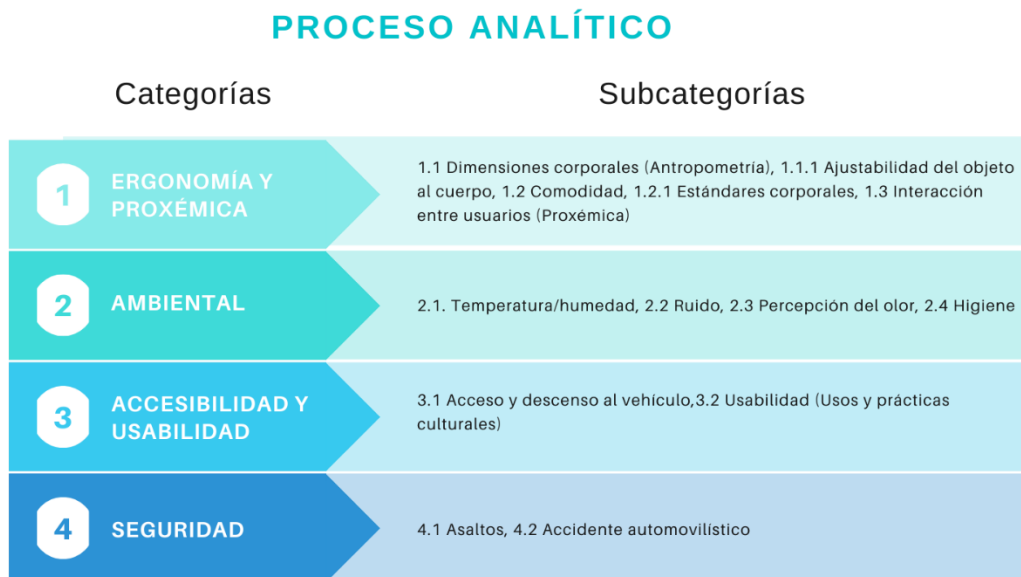 PROCESO ANALÍTICO
Categorías
Subcategorías
1
ERGONOMÍA Y
PROXÉMICA
1.1 Dimensiones corporales (Antropometría), 1.1.1 Ajustabilidad del objeto
al cuerpo, 1.2 Comodidad, 1.2.1 Estándares corporales, 1.3 Interacción
entre usuarios (Proxémica)
2
AMBIENTAL
2.1. Temperatura/humedad, 2.2 Ruido, 2.3 Percepción del olor, 2.4 Higiene
3
ACCESIBILIDAD Y
USABILIDAD
3.1 Acceso y descenso al vehículo,3.2 Usabilidad (Usos y prácticas
culturales)
4
SEGURIDAD
4.1 Asaltos, 4.2 Accidente automovilístico